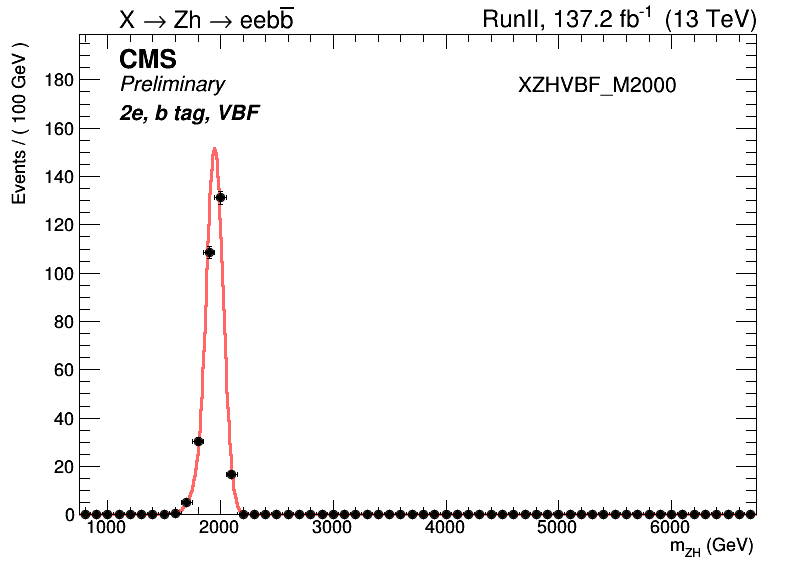 X → Zh → eebb̅
RunII, 137.2 fb⁻¹ (13 TeV)
CMS
Preliminary
2e, b tag, VBF
XZHVBF_M2000
Events / ( 100 GeV )
180
160
140
120
100
80
60
40
20
0
1000 2000 3000 4000 5000 6000
m_ZH (GeV)